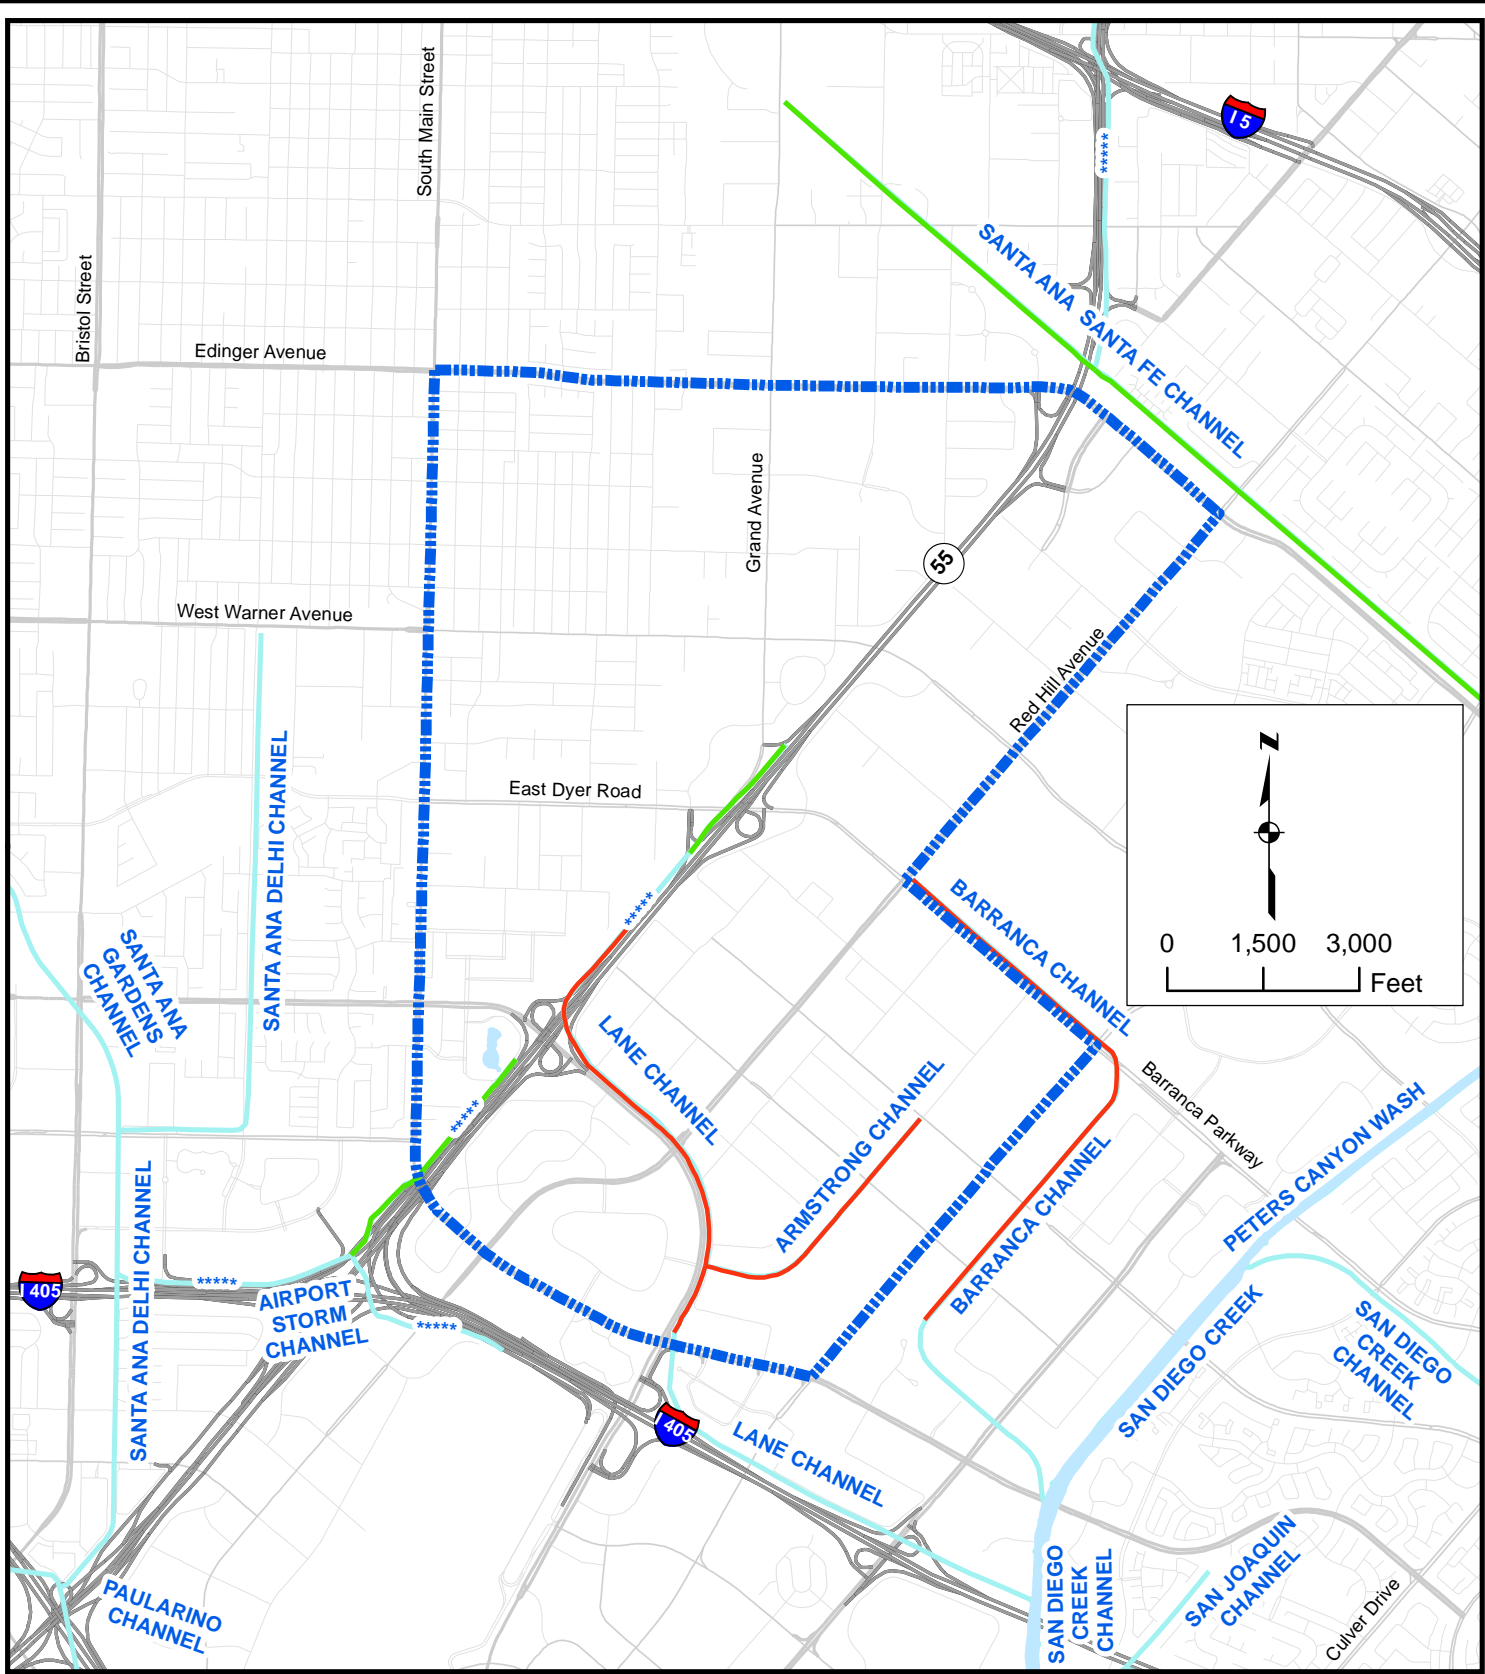 South Main Street
I 5
*****
SANTA ANA SANTA FE CHANNEL
Bristol Street
Edinger Avenue
Grand Avenue
55
West Warner Avenue
Red Hill Avenue
SANTA ANA DELHI CHANNEL
East Dyer Road
N
0 1,500 3,000
Feet
*****
BARRANCA CHANNEL
SANTA ANA
GARDENS
CHANNEL
LANE CHANNEL
ARMSTRONG CHANNEL
Barranca Parkway
*****
PETERS CANYON WASH
BARRANCA CHANNEL
SANTA ANA DELHI CHANNEL
I 405
*****
AIRPORT
STORM
CHANNEL
*****
SAN DIEGO CREEK
SAN DIEGO
CREEK
CHANNEL
I 405
LANE CHANNEL
PAULARINO
CHANNEL
SAN DIEGO
CREEK
CHANNEL
SAN JOAQUIN
CHANNEL
Culver Drive